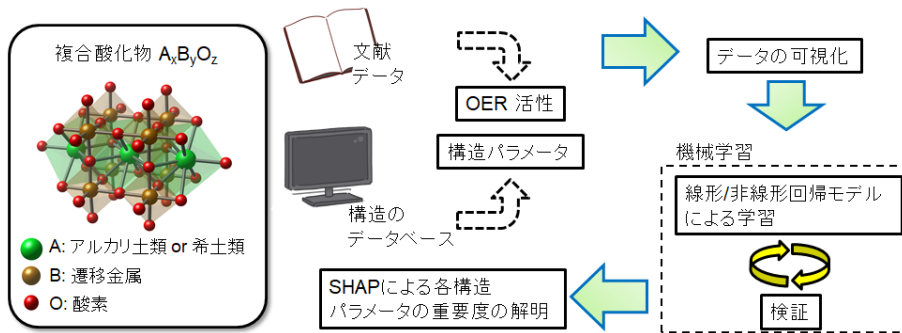 複合酸化物 AxByOz
A: アルカリ土類 or 希土類
B: 遷移金属
O: 酸素
文献
データ
構造の
データベース
OER 活性
構造パラメータ
データの可視化
機械学習
線形/非線形回帰モデル
による学習
検証
SHAPによる各構造
パラメータの重要度の解明